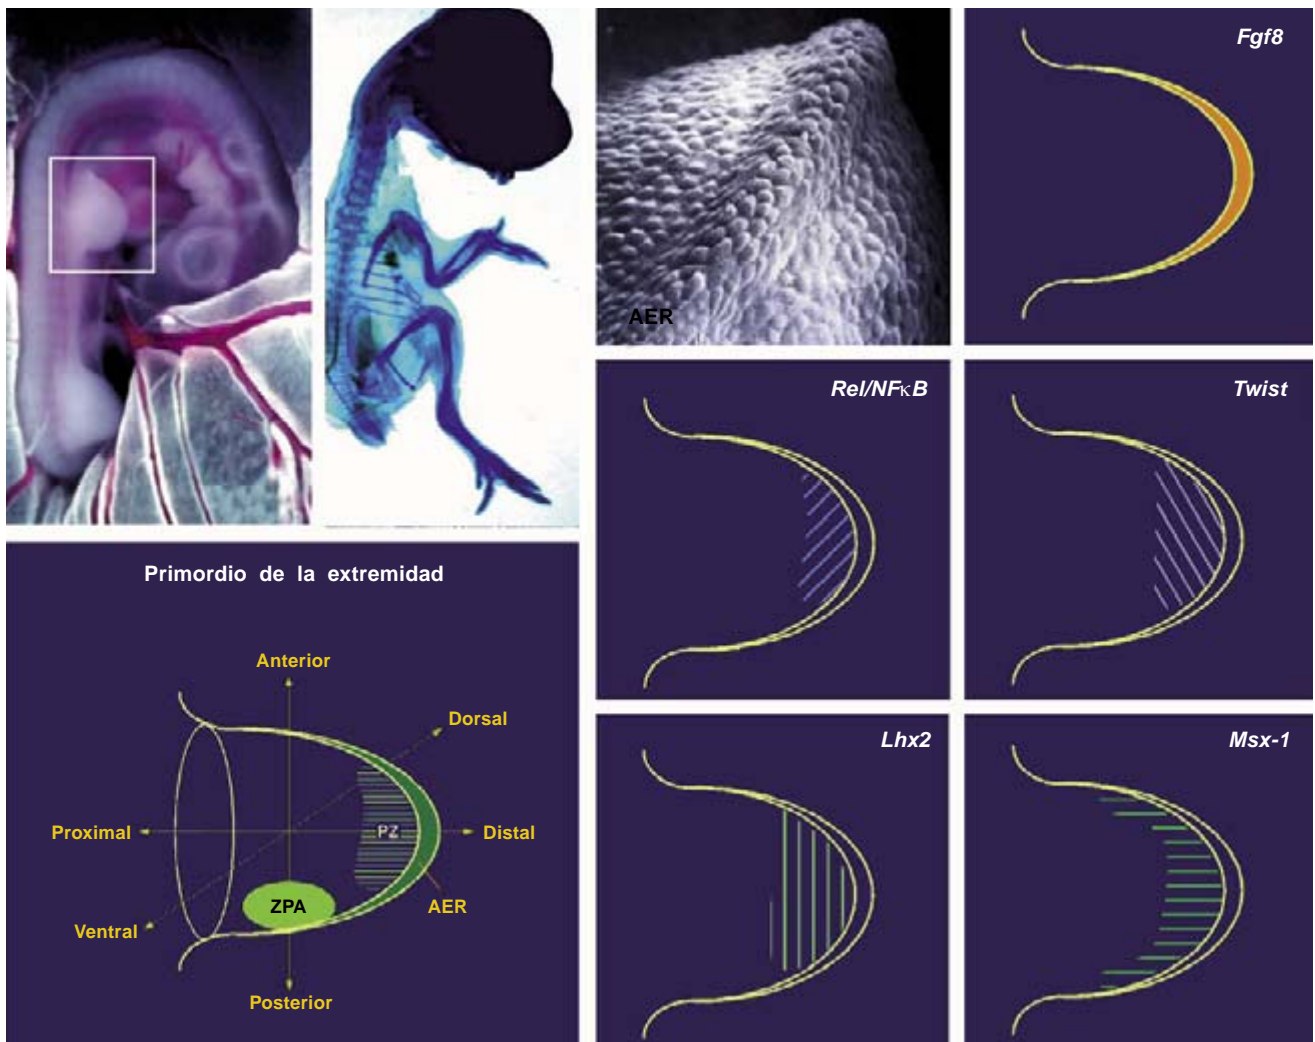 AER
Fgf8
Rel/NFκB
Twist
Primordio de la extremidad
Anterior
Dorsal
Proximal
PZ
Distal
ZPA
AER
Ventral
Posterior
Lhx2
Msx-1